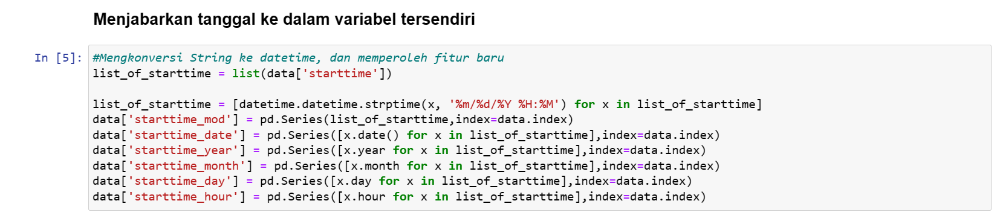 Menjabarkan tanggal ke dalam variabel tersendiri
In [5]: #Mengkonversi String ke datetime, dan memperoleh fitur baru
list_of_starttime = list(data['starttime'])
list_of_starttime = [datetime.datetime.strptime(x, '%m/%d/%Y %H:%M') for x in list_of_starttime]
data['starttime_mod'] = pd.Series(list_of_starttime,index=data.index)
data['starttime_date'] = pd.Series([x.date() for x in list_of_starttime],index=data.index)
data['starttime_year'] = pd.Series([x.year for x in list_of_starttime],index=data.index)
data['starttime_month'] = pd.Series([x.month for x in list_of_starttime],index=data.index)
data['starttime_day'] = pd.Series([x.day for x in list_of_starttime],index=data.index)
data['starttime_hour'] = pd.Series([x.hour for x in list_of_starttime],index=data.index)